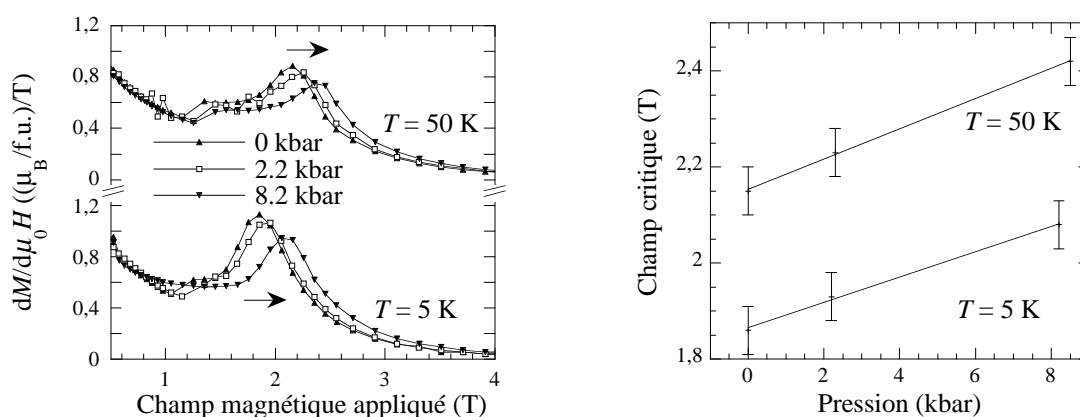 1,2
0,8
0,4
0
1,2
0,8
0,4
0
dM/dμ₀H ((μ_B/f.u.)/T)
T = 50 K
0 kbar
2.2 kbar
8.2 kbar
T = 5 K
1 2 3 4
Champ magnétique appliqué (T)
2,4
2,2
2
1,8
Champ critique (T)
T = 50 K
T = 5 K
0 2 4 6 8
Pression (kbar)